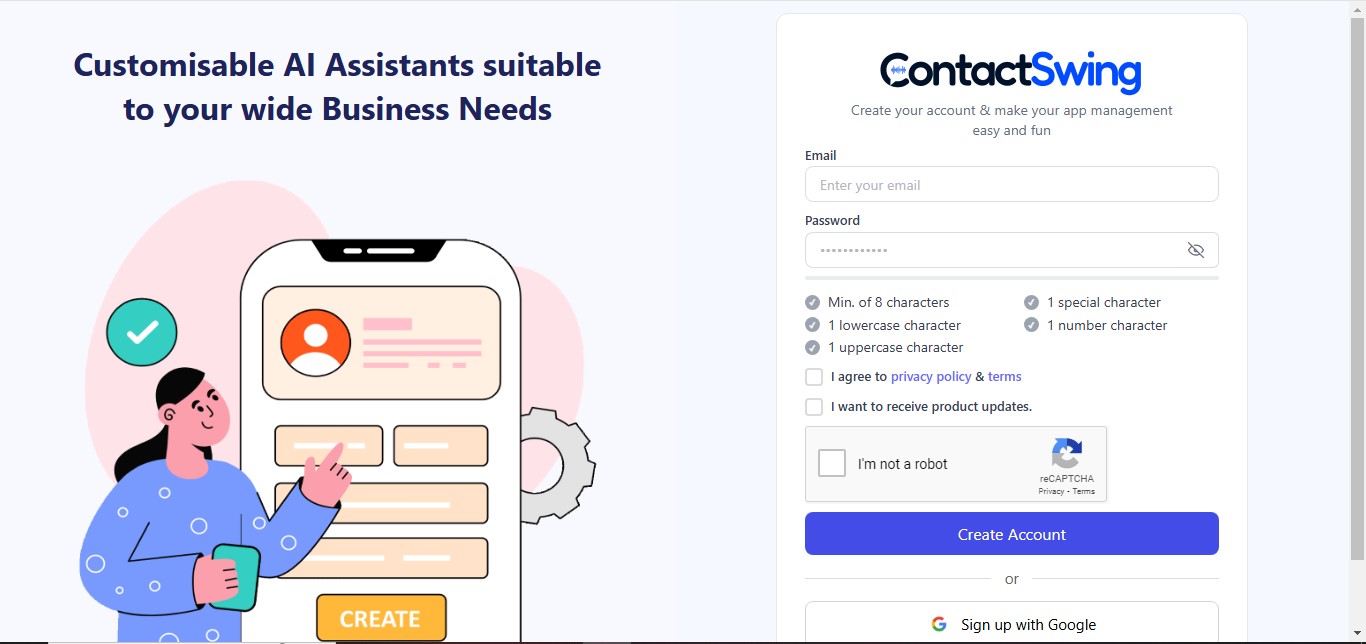 Customisable AI Assistants suitable
to your wide Business Needs
CREATE
ContactSwing
Create your account & make your app management
easy and fun
Email
Enter your email
Password
Min. of 8 characters
1 special character
1 lowercase character
1 number character
1 uppercase character
I agree to privacy policy & terms
I want to receive product updates.
I'm not a robot
reCAPTCHA
Privacy - Terms
Create Account
or
Sign up with Google